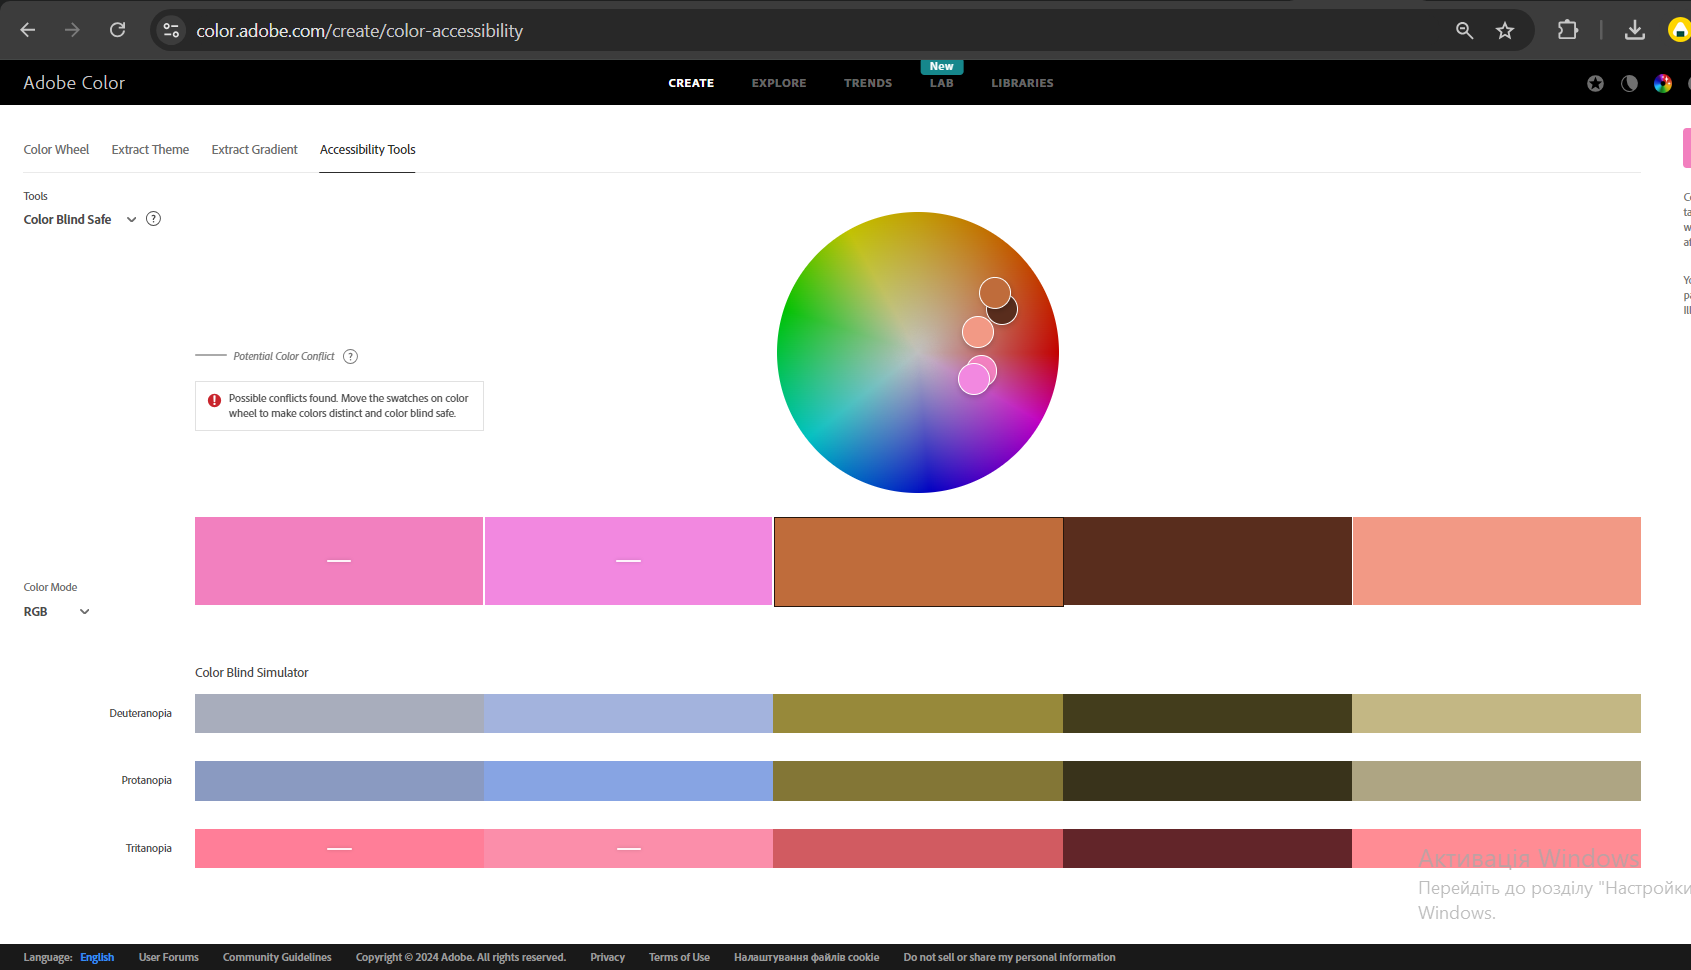 color.adobe.com/create/color-accessibility
New
Adobe Color
CREATE
EXPLORE
TRENDS
LAB
LIBRARIES
Color Wheel
Extract Theme
Extract Gradient
Accessibility Tools
Tools
Color Blind Safe
Potential Color Conflict
Possible conflicts found. Move the swatches on color
wheel to make colors distinct and color blind safe.
Color Mode
RGB
Color Blind Simulator
Deuteranopia
Protanopia
Tritanopia
Активація Windows
Перейдіть до розділу "Настройки
Windows.
Language: English
User Forums
Community Guidelines
Copyright © 2024 Adobe. All rights reserved.
Privacy
Terms of Use
Налаштування файлів cookie
Do not sell or share my personal information